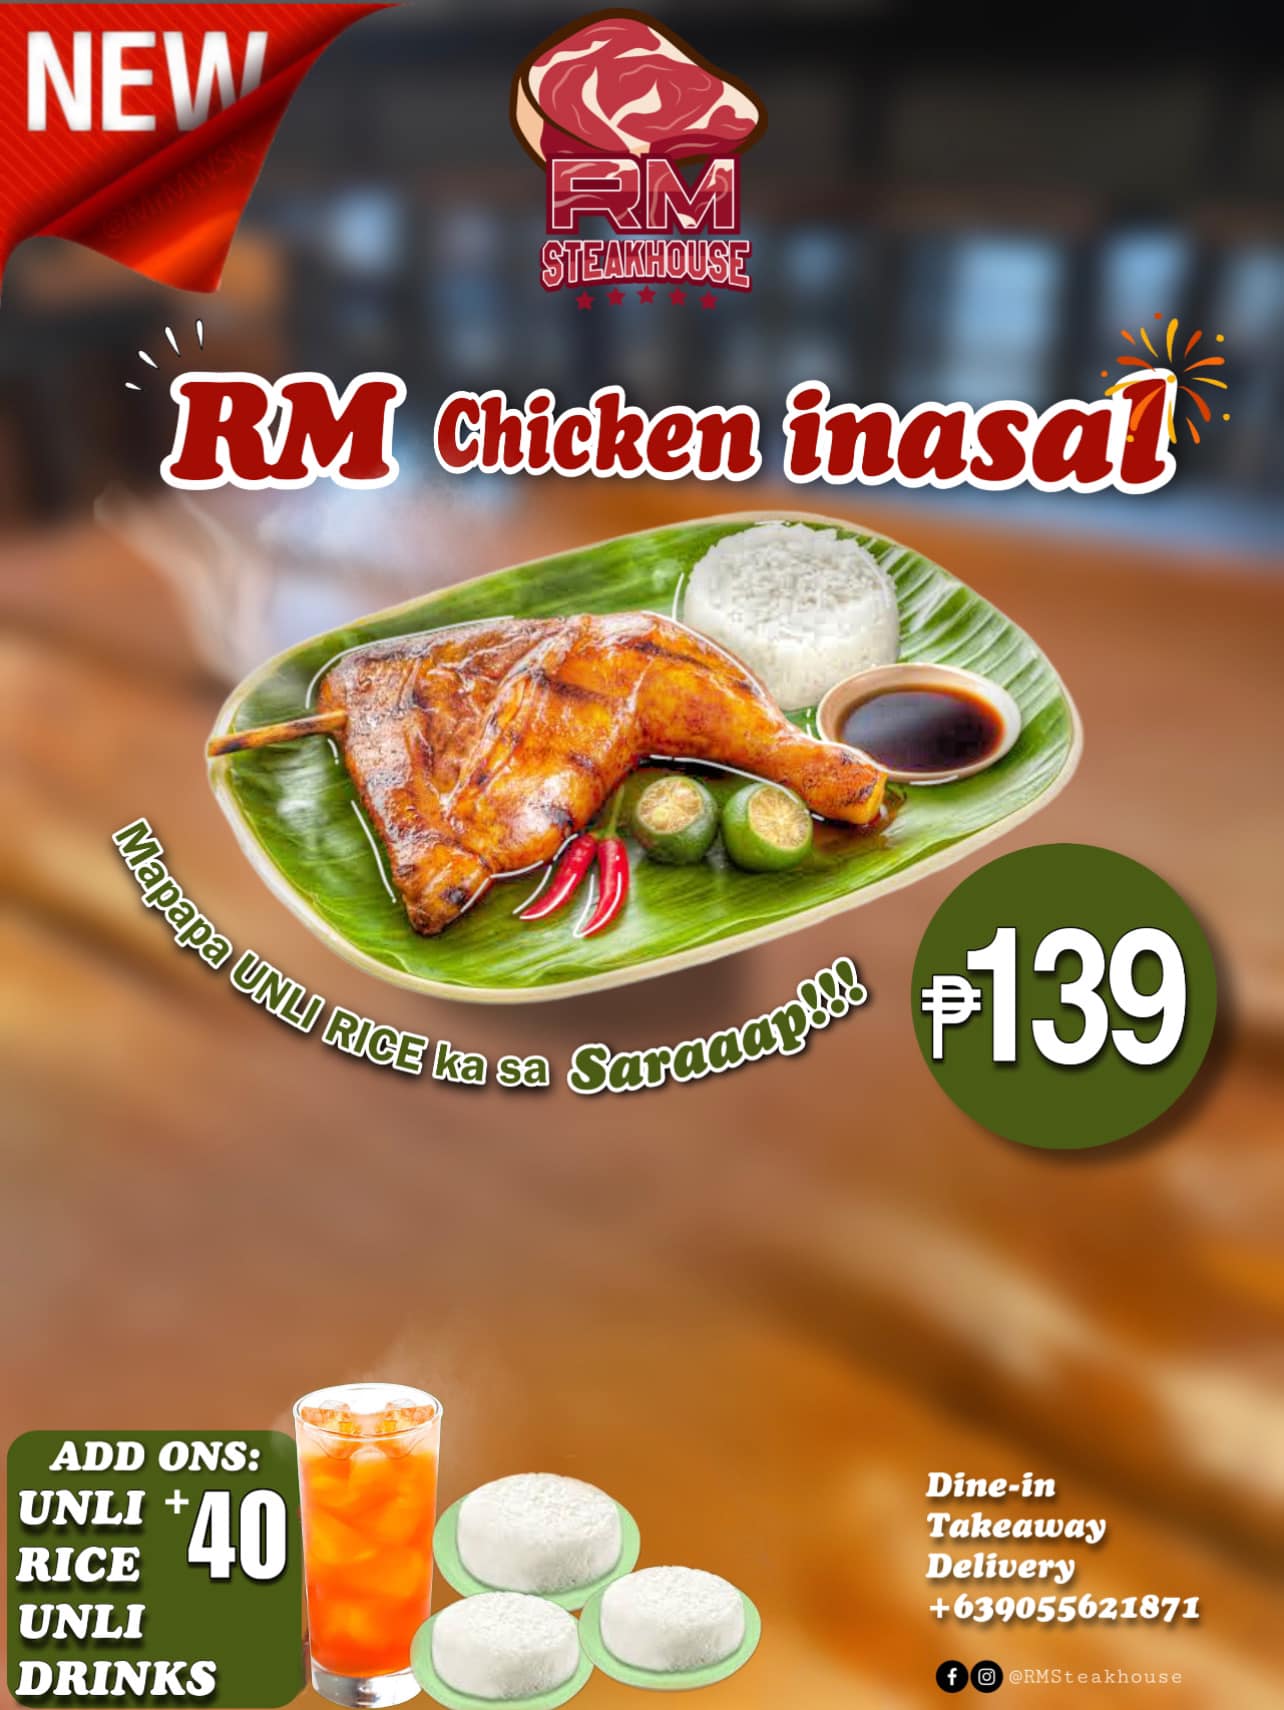 NEW
@MrMWSK
RM
STEAKHOUSE
RM Chicken inasal
Mapapa UNLI RICE ka sa Saraaap!!!
₱139
ADD ONS:
UNLI +40
RICE
UNLI
DRINKS
Dine-in
Takeaway
Delivery
+639055621871
@RMSteakhouse